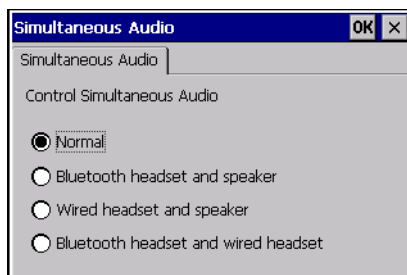 Simultaneous Audio OK ×
Simultaneous Audio
Control Simultaneous Audio
Normal
Bluetooth headset and speaker
Wired headset and speaker
Bluetooth headset and wired headset